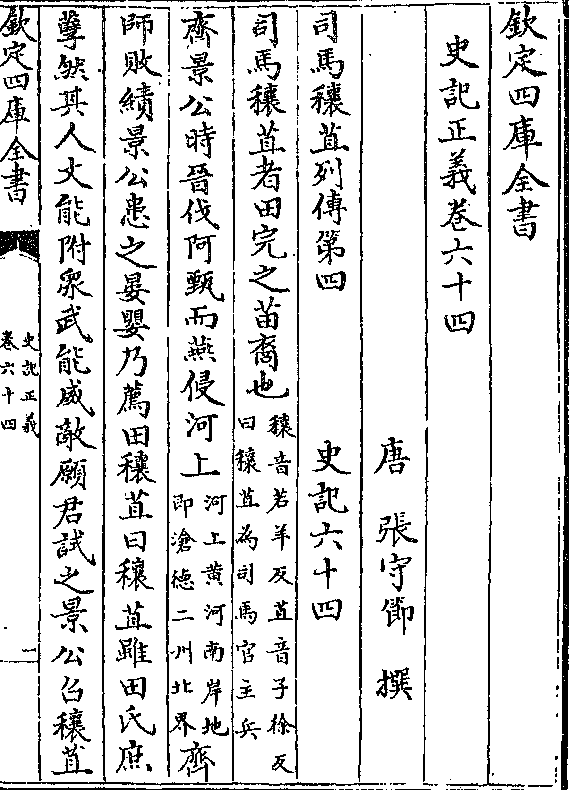 欽定四庫全書
史記正義卷六十四
唐 張守節 撰
司馬穰苴列傳第四 史記六十四
司馬穰苴者田完之苗裔也穰音若羊反苴音子徐反
曰穰苴為司馬官主兵
齊景公時晉伐阿甄而燕侵河上河上黃河南岸地
即滄德二州北界齊
師敗績景公患之晏嬰乃薦田穰苴曰穰苴雖田氏庶
孽然其人文能附眾武能威敵願君試之景公召穰苴
欽定四庫全書
史記正義
卷六十四
一